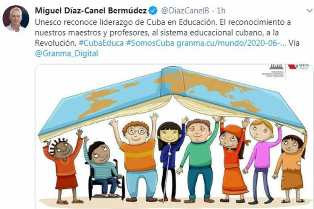 Miguel Díaz-Canel Bermúdez @DiazCanelB · 1h
Unesco reconoce liderazgo de Cuba en Educación. El reconocimiento a
nuestros maestros y profesores, al sistema educacional cubano, a la
Revolución. #CubaEduca #SomosCuba granma.cu/mundo/2020-06-... Vía
@Granma_Digital